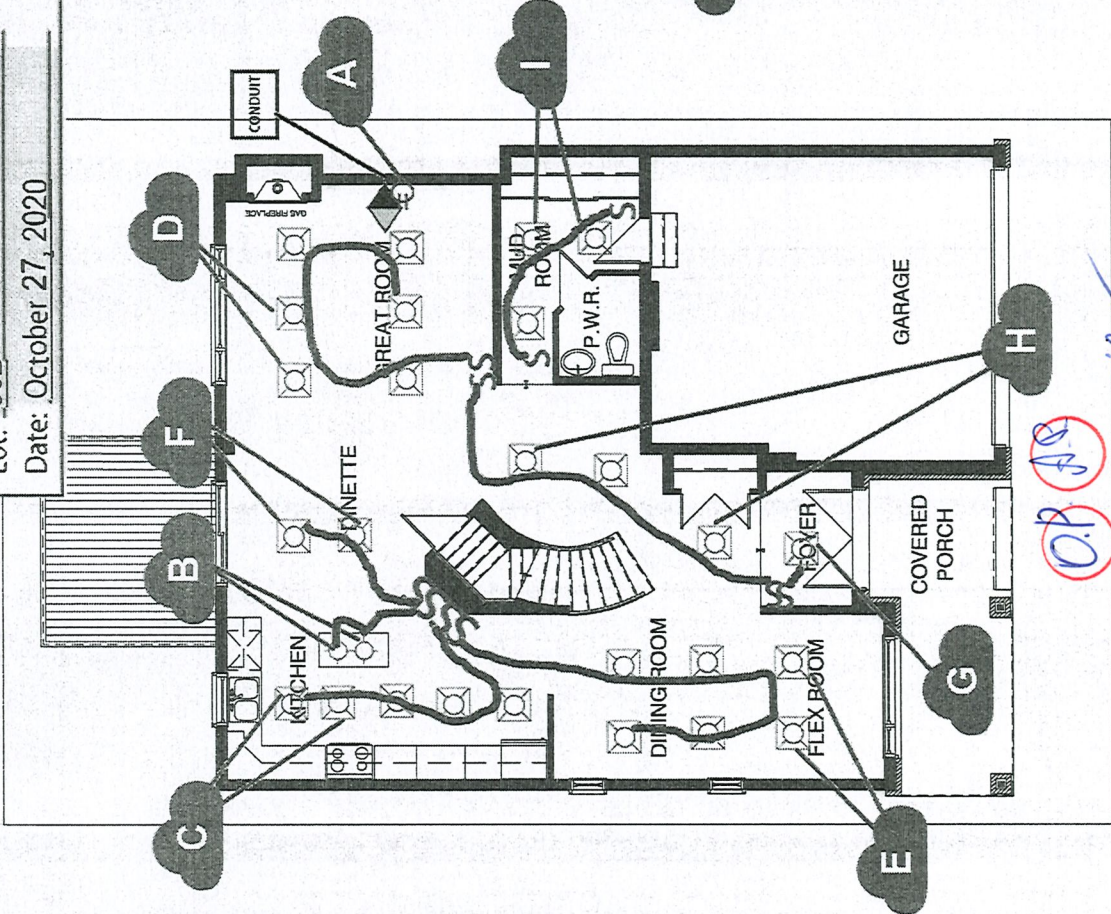 Date: October 27, 2020
CONDUIT
A
I
D
GAS FIREPLACE
GREAT ROOM
MUD
ROOM
P.W.R.
GARAGE
H
F
DINETTE
B
KITCHEN
FOYER
COVERED
PORCH
DINING ROOM
FLEX ROOM
G
C
E
S
S
S
S
S
S
S
S
S
S
O.P